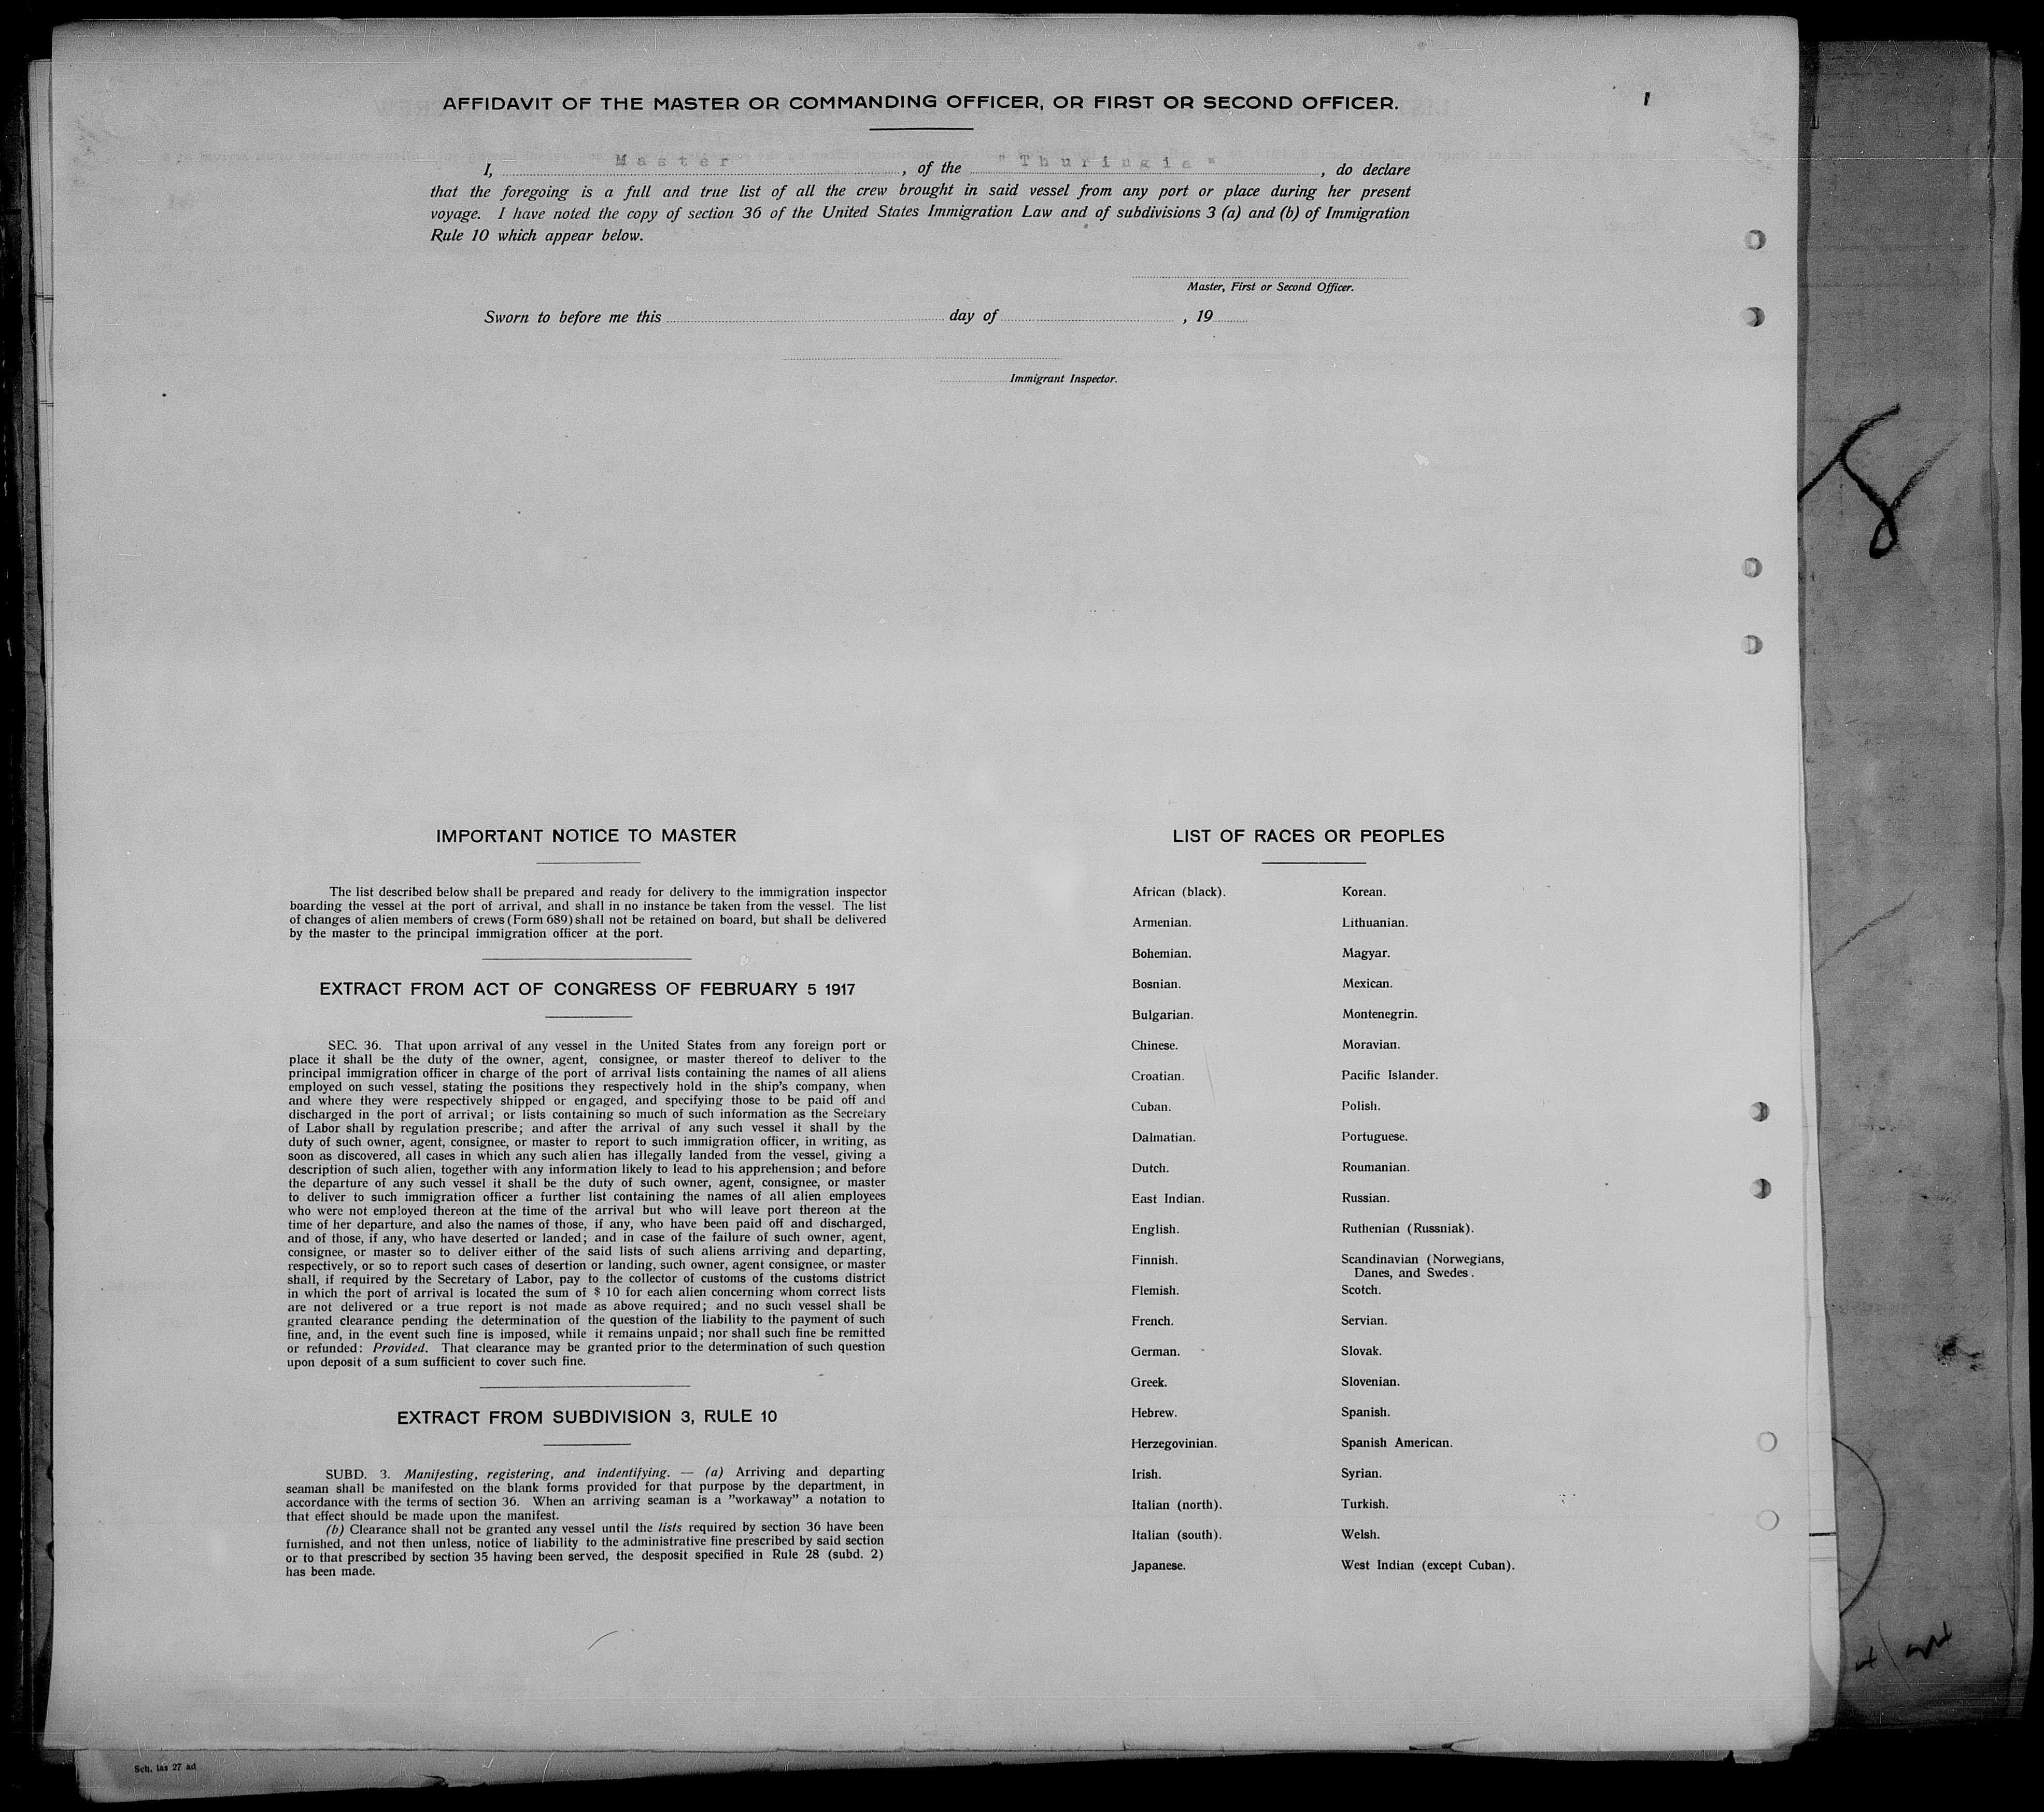 AFFIDAVIT OF THE MASTER OR COMMANDING OFFICER, OR FIRST OR SECOND OFFICER.
I, Master, of the "Thuringia", do declare
that the foregoing is a full and true list of all the crew brought in said vessel from any port or place during her present
voyage. I have noted the copy of section 36 of the United States Immigration Law and of subdivisions 3 (a) and (b) of Immigration
Rule 10 which appear below.
Master, First or Second Officer.
Sworn to before me this day of , 19
Immigrant Inspector.
IMPORTANT NOTICE TO MASTER
The list described below shall be prepared and ready for delivery to the immigration inspector
boarding the vessel at the port of arrival, and shall in no instance be taken from the vessel. The list
of changes of alien members of crews (Form 689) shall not be retained on board, but shall be delivered
by the master to the principal immigration officer at the port.
EXTRACT FROM ACT OF CONGRESS OF FEBRUARY 5 1917
SEC. 36. That upon arrival of any vessel in the United States from any foreign port or
place it shall be the duty of the owner, agent, consignee, or master thereof to deliver to the
principal immigration officer in charge of the port of arrival lists containing the names of all aliens
employed on such vessel, stating the positions they respectively hold in the ship's company, when
and where they were respectively shipped or engaged, and specifying those to be paid off and
discharged in the port of arrival; or lists containing so much of such information as the Secretary
of Labor shall by regulation prescribe; and after the arrival of any such vessel it shall by the
duty of such owner, agent, consignee, or master to report to such immigration officer, in writing, as
soon as discovered, all cases in which any such alien has illegally landed from the vessel, giving a
description of such alien, together with any information likely to lead to his apprehension; and before
the departure of any such vessel it shall be the duty of such owner, agent, consignee, or master
to deliver to such immigration officer a further list containing the names of all alien employees
who were not employed thereon at the time of the arrival but who will leave port thereon at the
time of her departure, and also the names of those, if any, who have been paid off and discharged,
and of those, if any, who have deserted or landed; and in case of the failure of such owner, agent,
consignee, or master so to deliver either of the said lists of such aliens arriving and departing,
respectively, or so to report such cases of desertion or landing, such owner, agent consignee, or master
shall, if required by the Secretary of Labor, pay to the collector of customs of the customs district
in which the port of arrival is located the sum of $ 10 for each alien concerning whom correct lists
are not delivered or a true report is not made as above required; and no such vessel shall be
granted clearance pending the determination of the question of the liability to the payment of such
fine, and, in the event such fine is imposed, while it remains unpaid; nor shall such fine be remitted
or refunded: Provided. That clearance may be granted prior to the determination of such question
upon deposit of a sum sufficient to cover such fine.
EXTRACT FROM SUBDIVISION 3, RULE 10
SUBD. 3. Manifesting, registering, and indentifying. — (a) Arriving and departing
seaman shall be manifested on the blank forms provided for that purpose by the department, in
accordance with the terms of section 36. When an arriving seaman is a "workaway" a notation to
that effect should be made upon the manifest.
(b) Clearance shall not be granted any vessel until the lists required by section 36 have been
furnished, and not then unless, notice of liability to the administrative fine prescribed by said section
or to that prescribed by section 35 having been served, the desposit specified in Rule 28 (subd. 2)
has been made.
LIST OF RACES OR PEOPLES
African (black).
Armenian.
Bohemian.
Bosnian.
Bulgarian.
Chinese.
Croatian.
Cuban.
Dalmatian.
Dutch.
East Indian.
English.
Finnish.
Flemish.
French.
German.
Greek.
Hebrew.
Herzegovinian.
Irish.
Italian (north).
Italian (south).
Japanese.
Korean.
Lithuanian.
Magyar.
Mexican.
Montenegrin.
Moravian.
Pacific Islander.
Polish.
Portuguese.
Roumanian.
Russian.
Ruthenian (Russniak).
Scandinavian (Norwegians,
Danes, and Swedes.
Scotch.
Servian.
Slovak.
Slovenian.
Spanish.
Spanish American.
Syrian.
Turkish.
Welsh.
West Indian (except Cuban).
8
Sch. las 27 ad